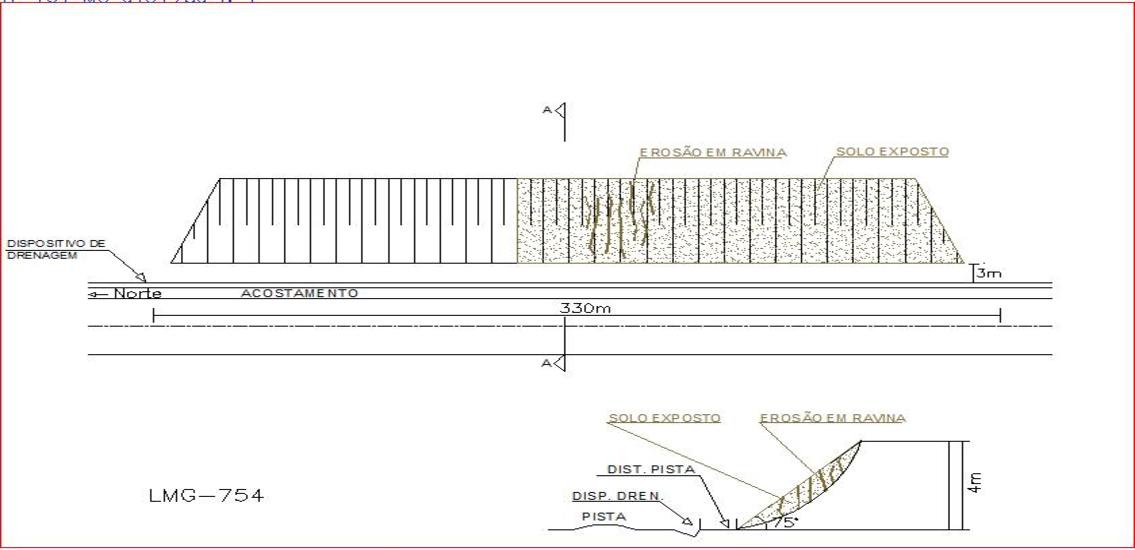 A
EROSÃO EM RAVINA
SOLO EXPOSTO
DISPOSITIVO DE
DRENAGEM
3m
Norte
ACOSTAMENTO
330m
A
SOLO EXPOSTO
EROSÃO EM RAVINA
DIST. PISTA
4m
LMG-754
DISP. DREN.
PISTA
75°